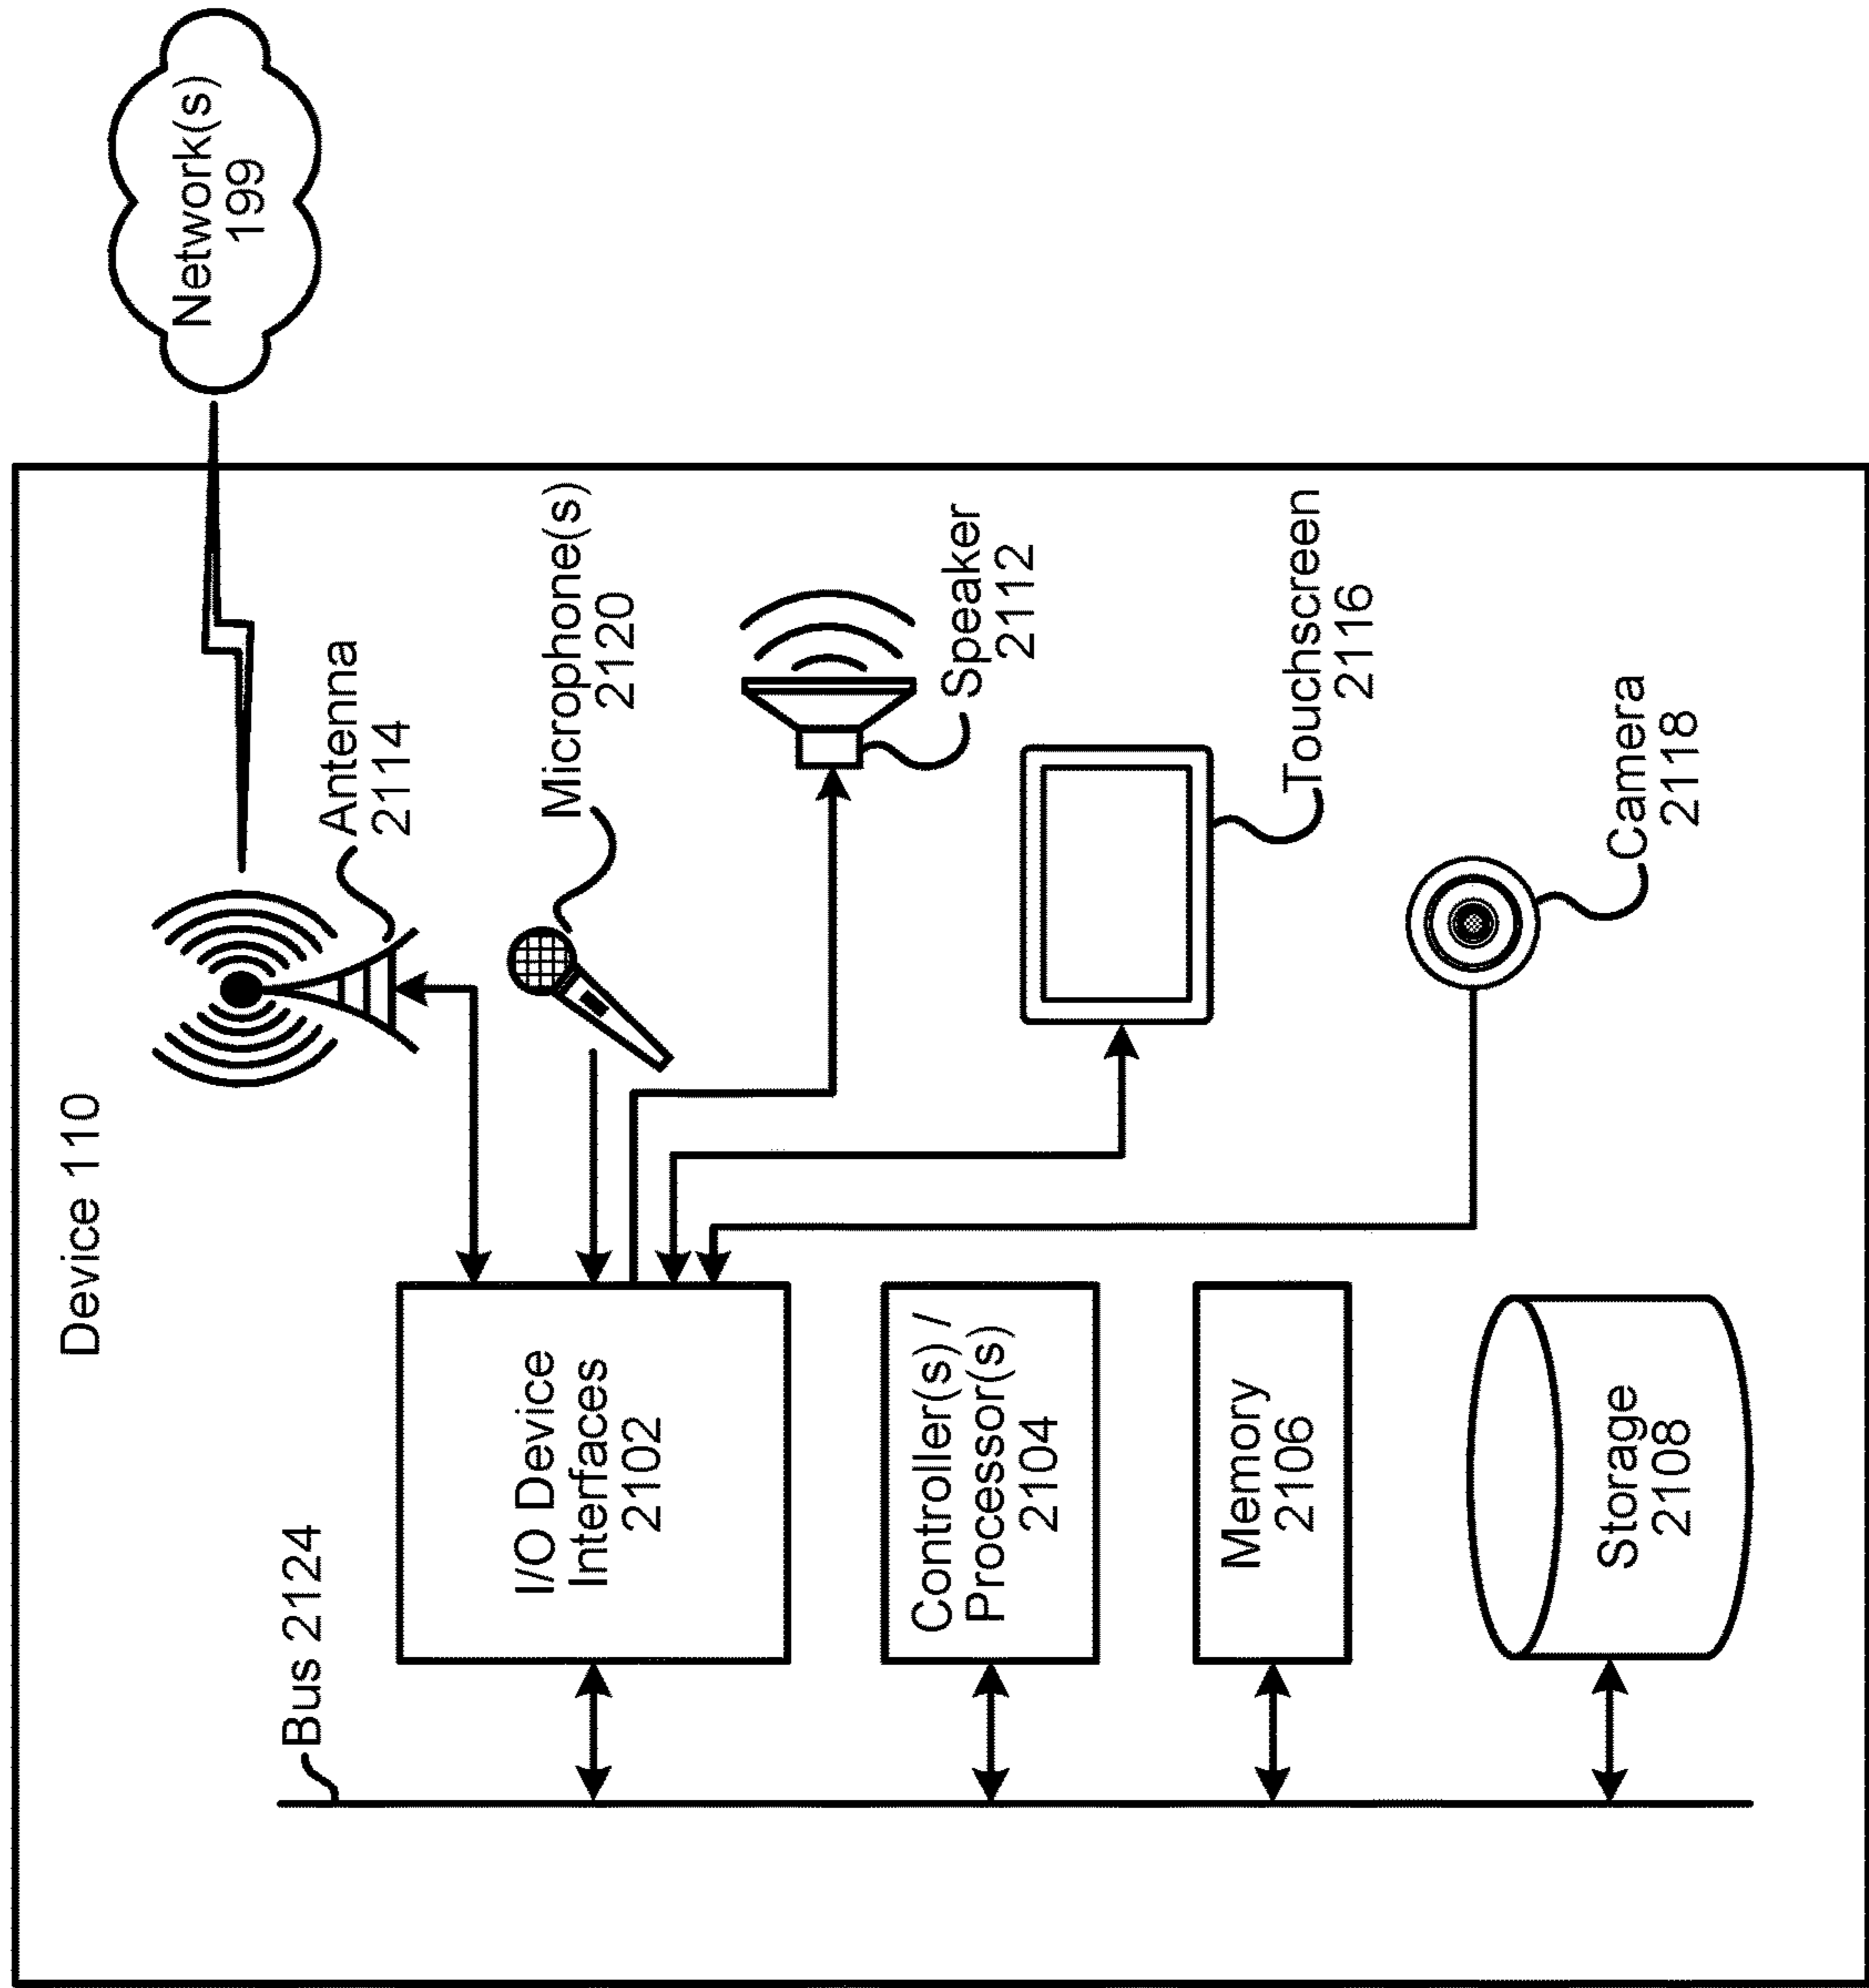 Device 110
Network(s)
199
Bus 2124
Antenna
2114
I/O Device
Interfaces
2102
Microphone(s)
2120
Speaker
2112
Controller(s) /
Processor(s)
2104
Touchscreen
2116
Memory
2106
Camera
2118
Storage
2108